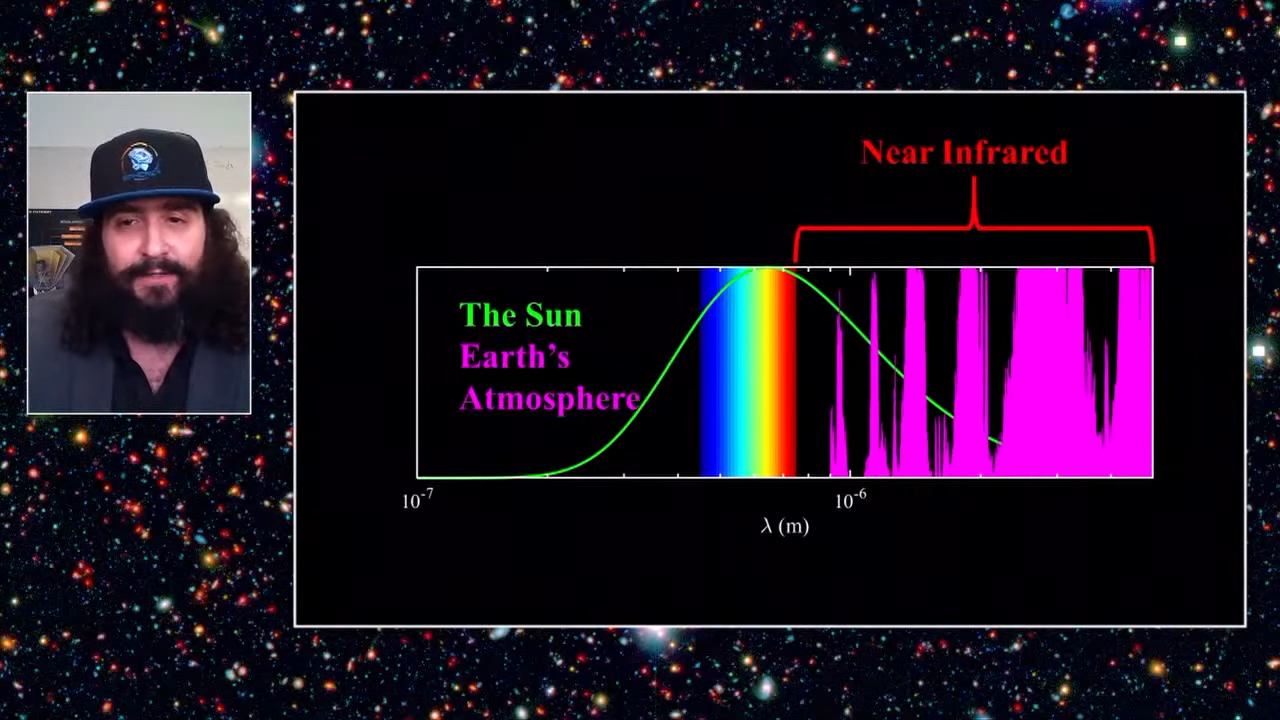 Near Infrared
The Sun
Earth's
Atmosphere
10-7
10-6
λ (m)